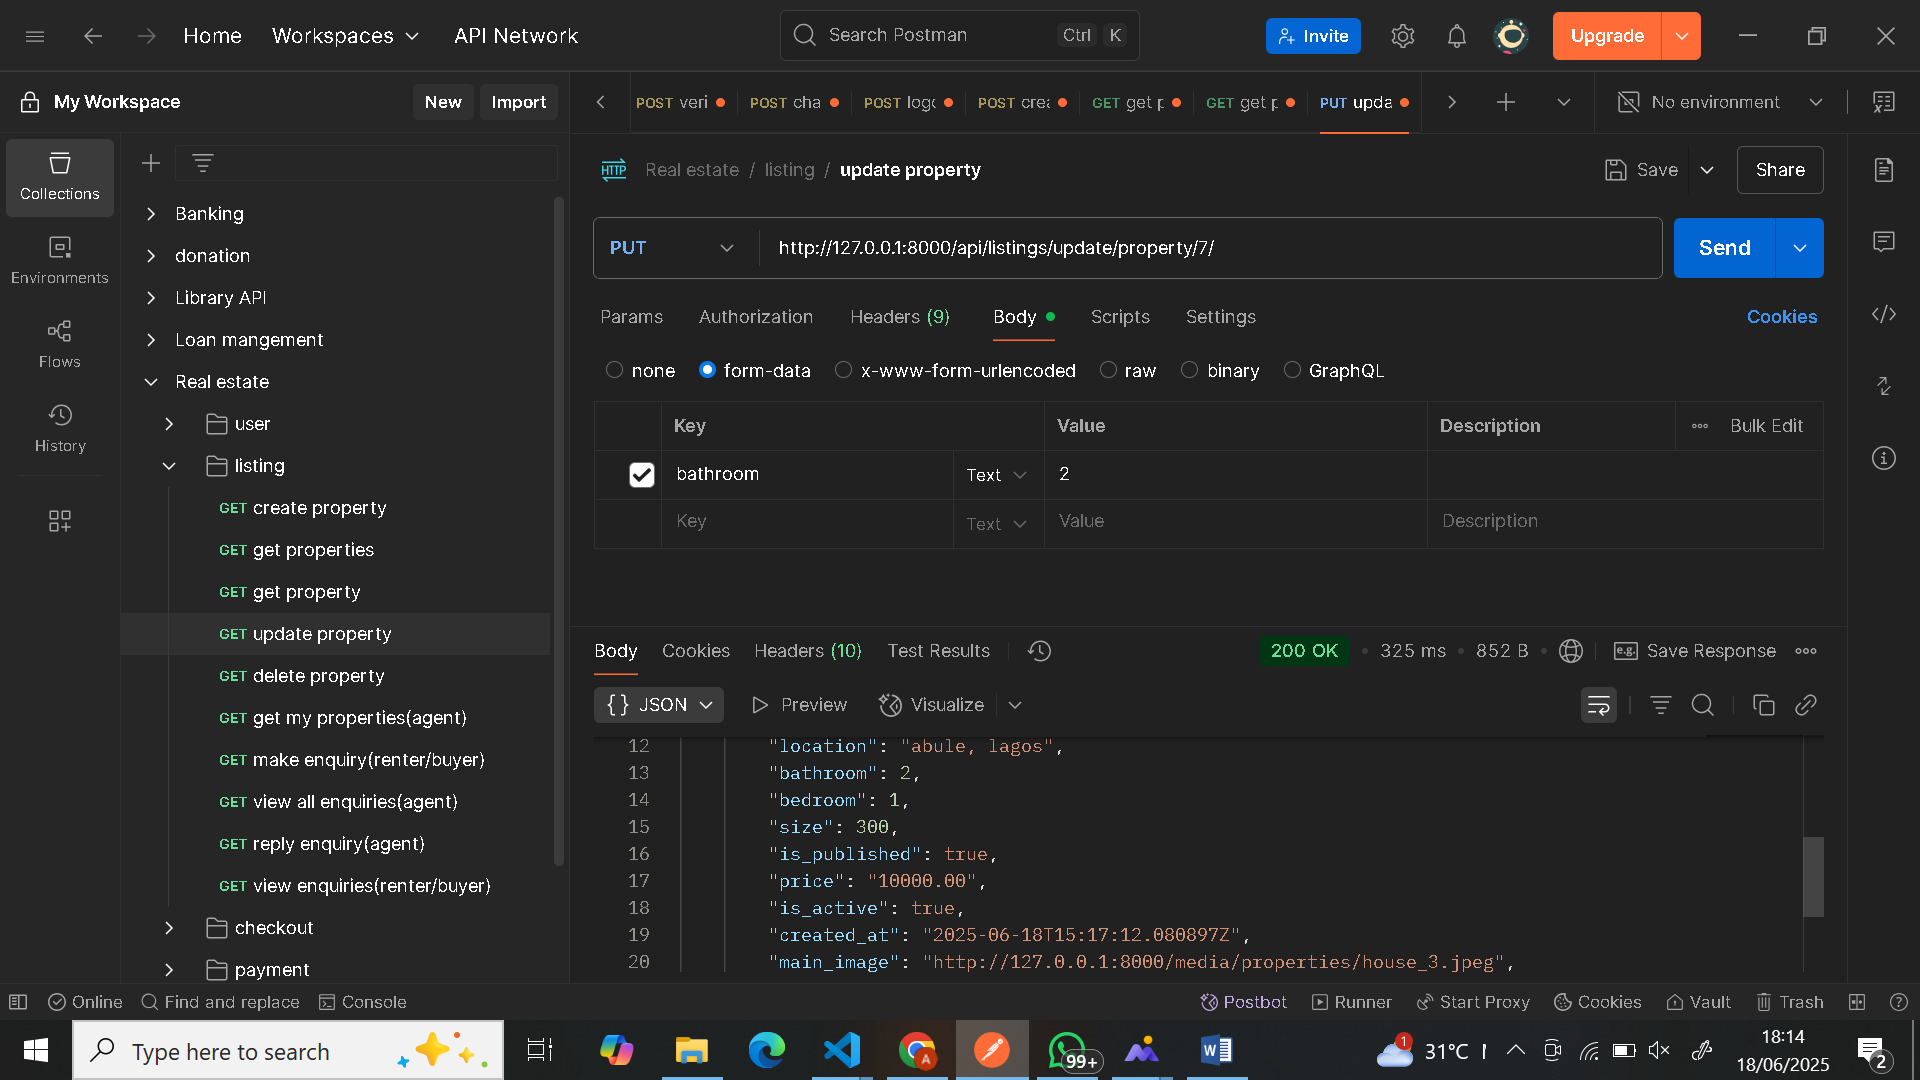 Home Workspaces API Network Search Postman Ctrl K Invite Upgrade
My Workspace New Import POST veri POST cha POST logo POST crea GET get p GET get p PUT upda No environment
Collections
Environments
Flows
History
Banking
donation
Library API
Loan mangement
Real estate
user
listing
GET create property
GET get properties
GET get property
GET update property
GET delete property
GET get my properties(agent)
GET make enquiry(renter/buyer)
GET view all enquiries(agent)
GET reply enquiry(agent)
GET view enquiries(renter/buyer)
checkout
payment
HTTP Real estate / listing / update property Save Share
PUT http://127.0.0.1:8000/api/listings/update/property/7/ Send
Params Authorization Headers (9) Body Scripts Settings Cookies
none form-data x-www-form-urlencoded raw binary GraphQL
Key Value Description Bulk Edit
bathroom Text 2
Key Text Value Description
Body Cookies Headers (10) Test Results 200 OK 325 ms 852 B e.g. Save Response
{} JSON Preview Visualize
12 "location": "abule, lagos",
13 "bathroom": 2,
14 "bedroom": 1,
15 "size": 300,
16 "is_published": true,
17 "price": "10000.00",
18 "is_active": true,
19 "created_at": "2025-06-18T15:17:12.080897Z",
20 "main_image": "http://127.0.0.1:8000/media/properties/house_3.jpeg",
Online Find and replace Console Postbot Runner Start Proxy Cookies Vault Trash
Type here to search A 99+ 1 31°C 18:14
18/06/2025 2